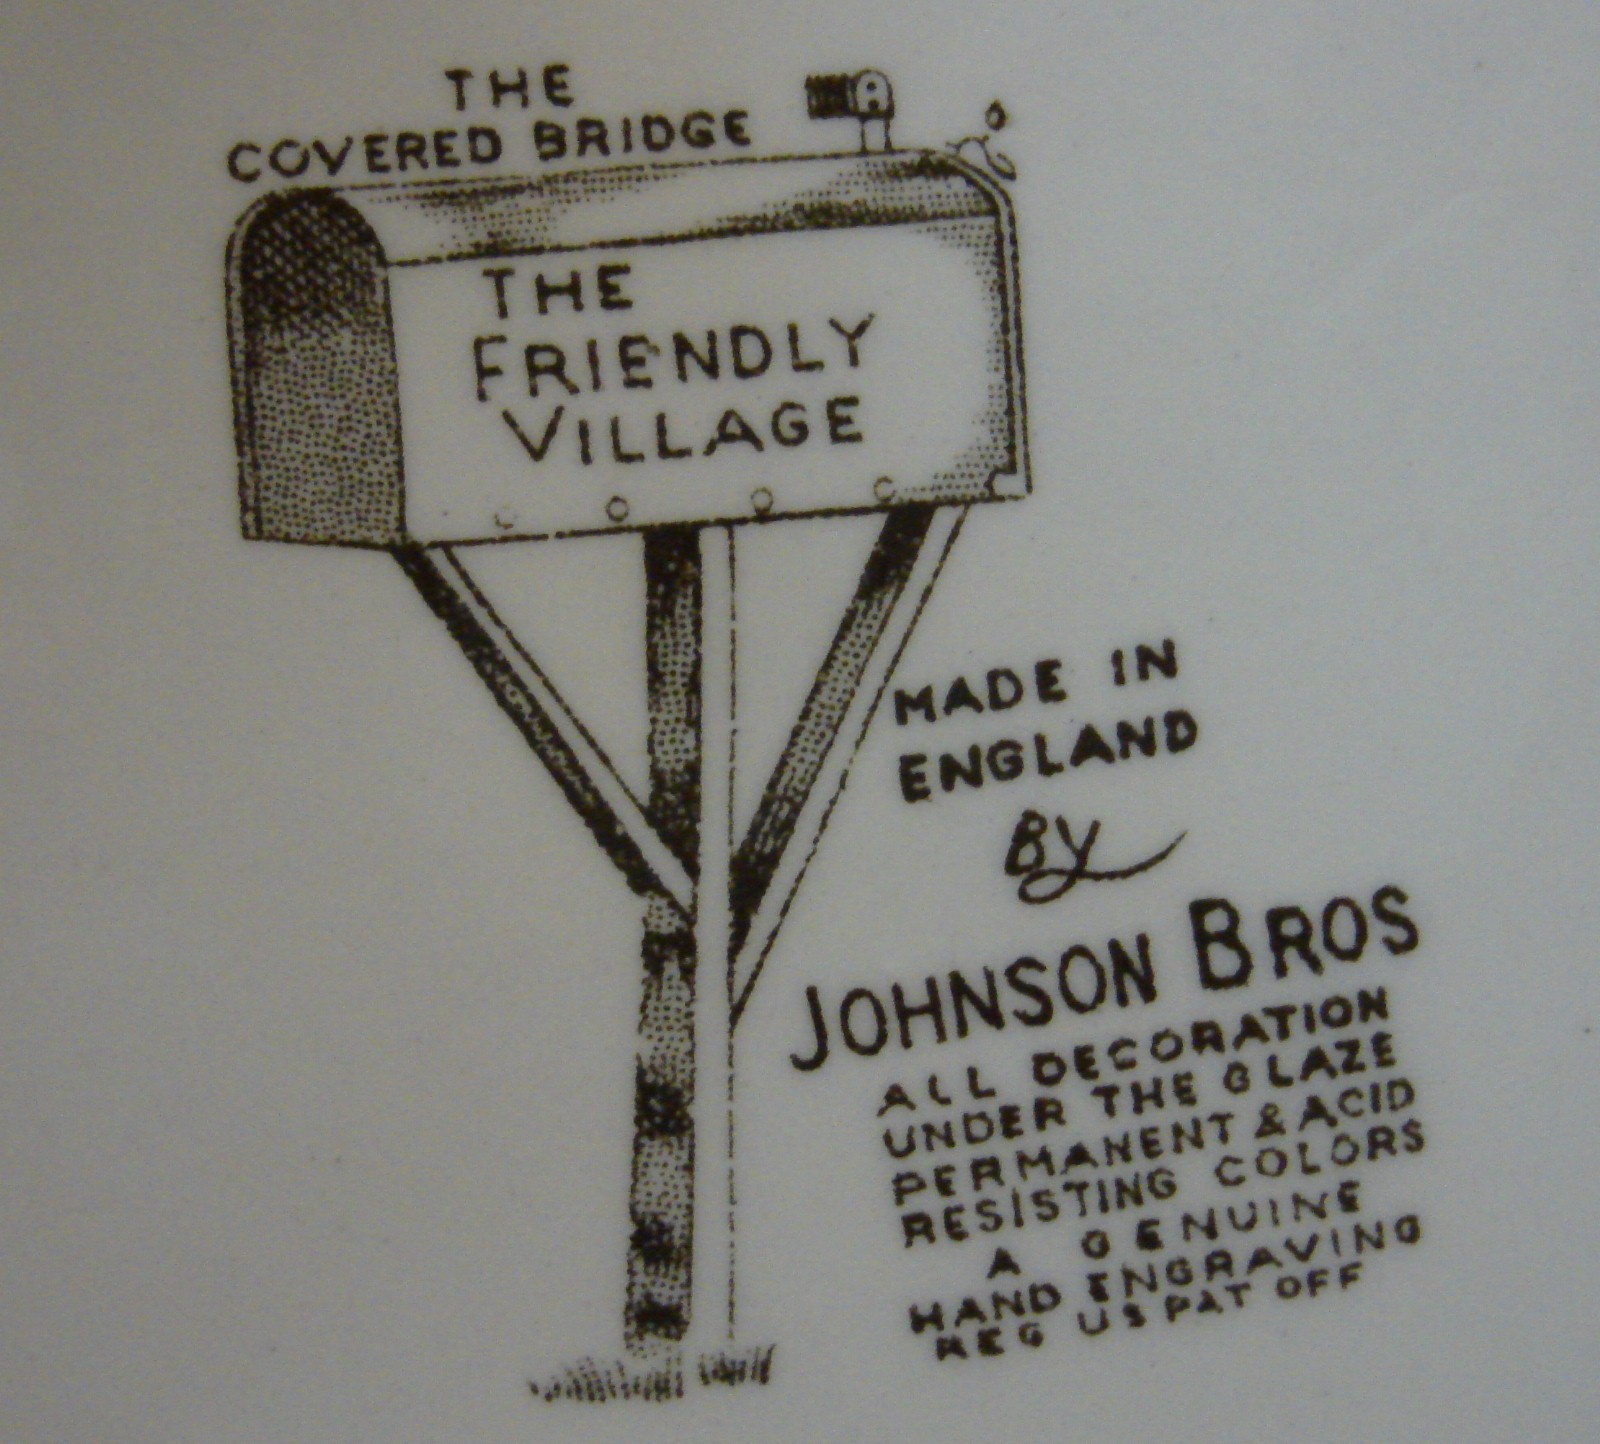 THE
COVERED BRIDGE
THE
FRIENDLY
VILLAGE
MADE IN
ENGLAND
By
JOHNSON BROS
ALL DECORATION
UNDER THE GLAZE
PERMANENT & ACID
RESISTING COLORS
A GENUINE
HAND ENGRAVING
REG US PAT OFF